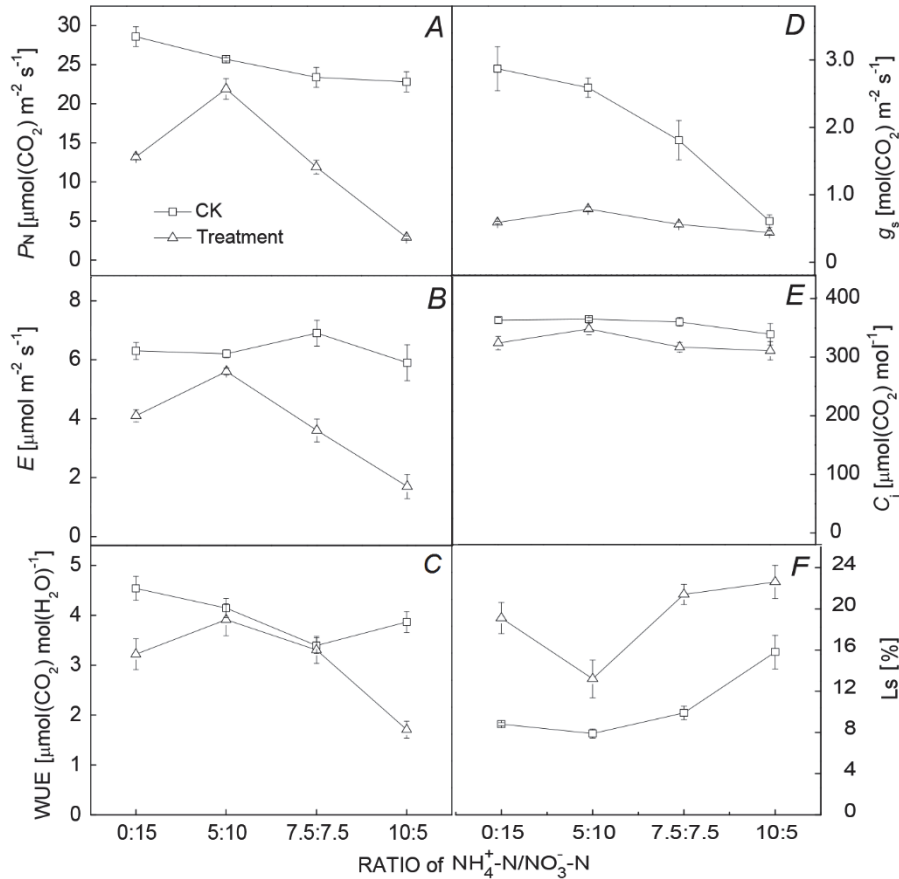 A
30
25
20
15
10
5
0
P_N [μmol(CO₂) m⁻² s⁻¹]
CK
Treatment
D
3.0
2.0
1.0
0
g_s [mol(CO₂) m⁻² s⁻¹]
B
8
6
4
2
0
E [μmol m⁻² s⁻¹]
E
400
300
200
100
0
C_i [μmol(CO₂) mol⁻¹]
C
5
4
3
2
1
0
WUE [μmol(CO₂) mol(H₂O)⁻¹]
F
24
20
16
12
8
4
0
Ls [%]
0:15 5:10 7.5:7.5 10:5
0:15 5:10 7.5:7.5 10:5
RATIO of NH₄⁺-N/NO₃⁻-N